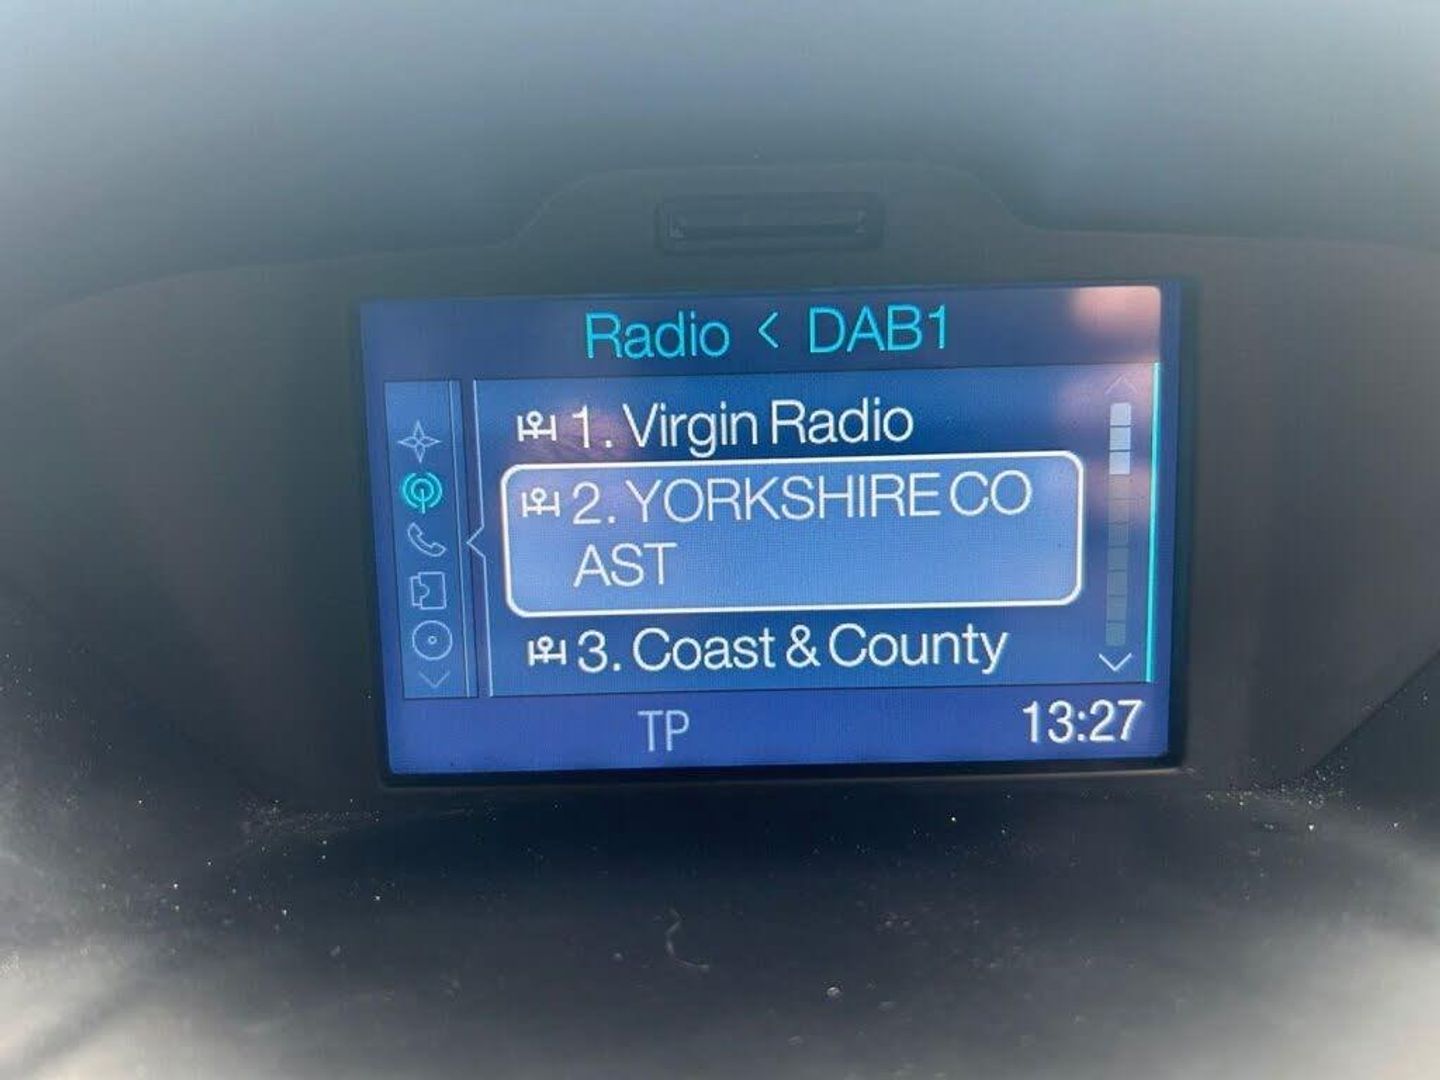 Radio < DAB1
1. Virgin Radio
2. YORKSHIRE CO
AST
3. Coast & County
TP
13:27